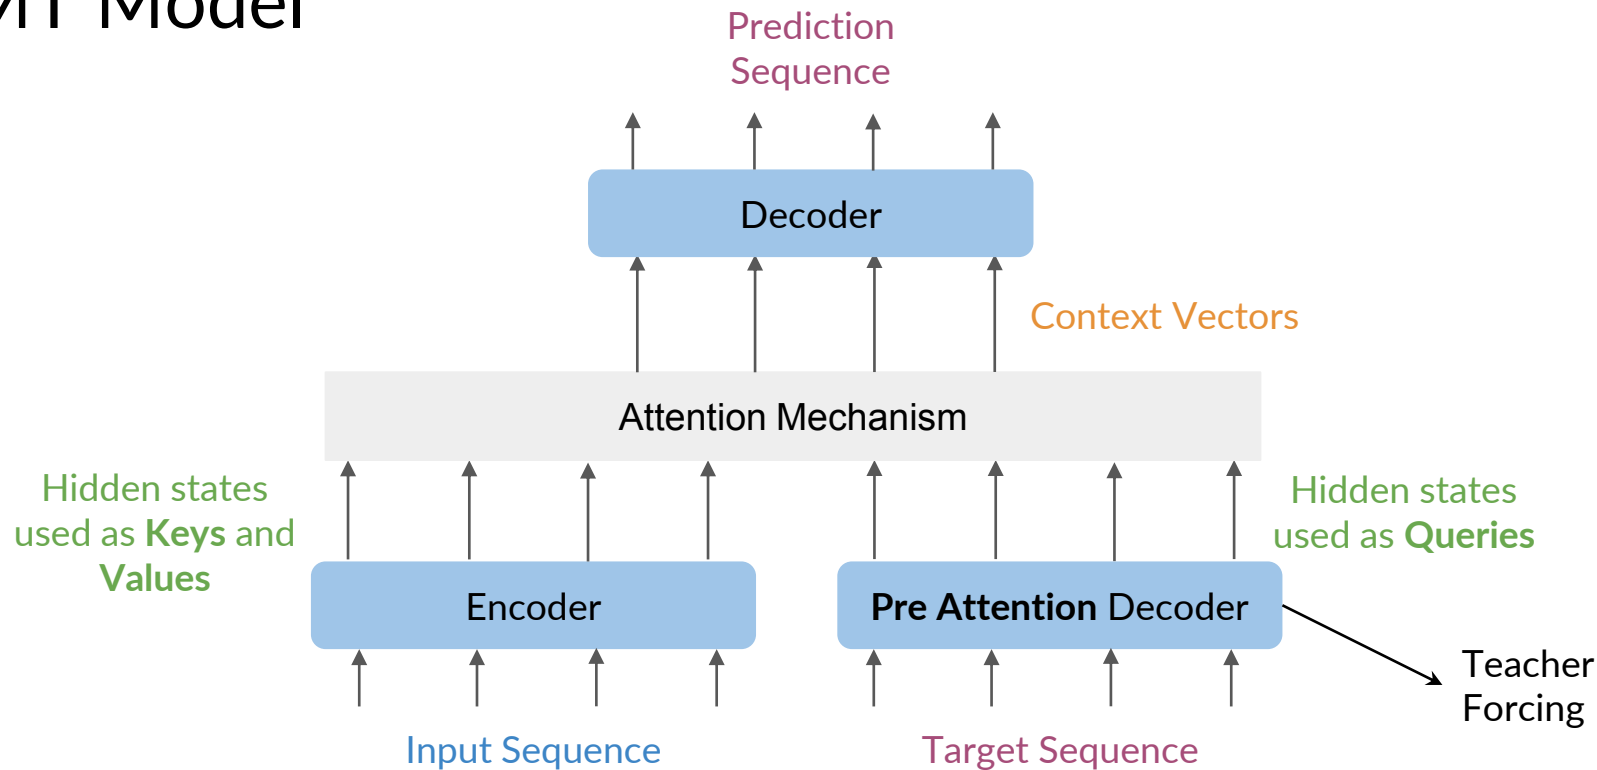 Model
Prediction
Sequence
Decoder
Context Vectors
Attention Mechanism
Hidden states
used as Keys and
Values
Hidden states
used as Queries
Encoder
Pre Attention Decoder
Teacher
Forcing
Input Sequence
Target Sequence